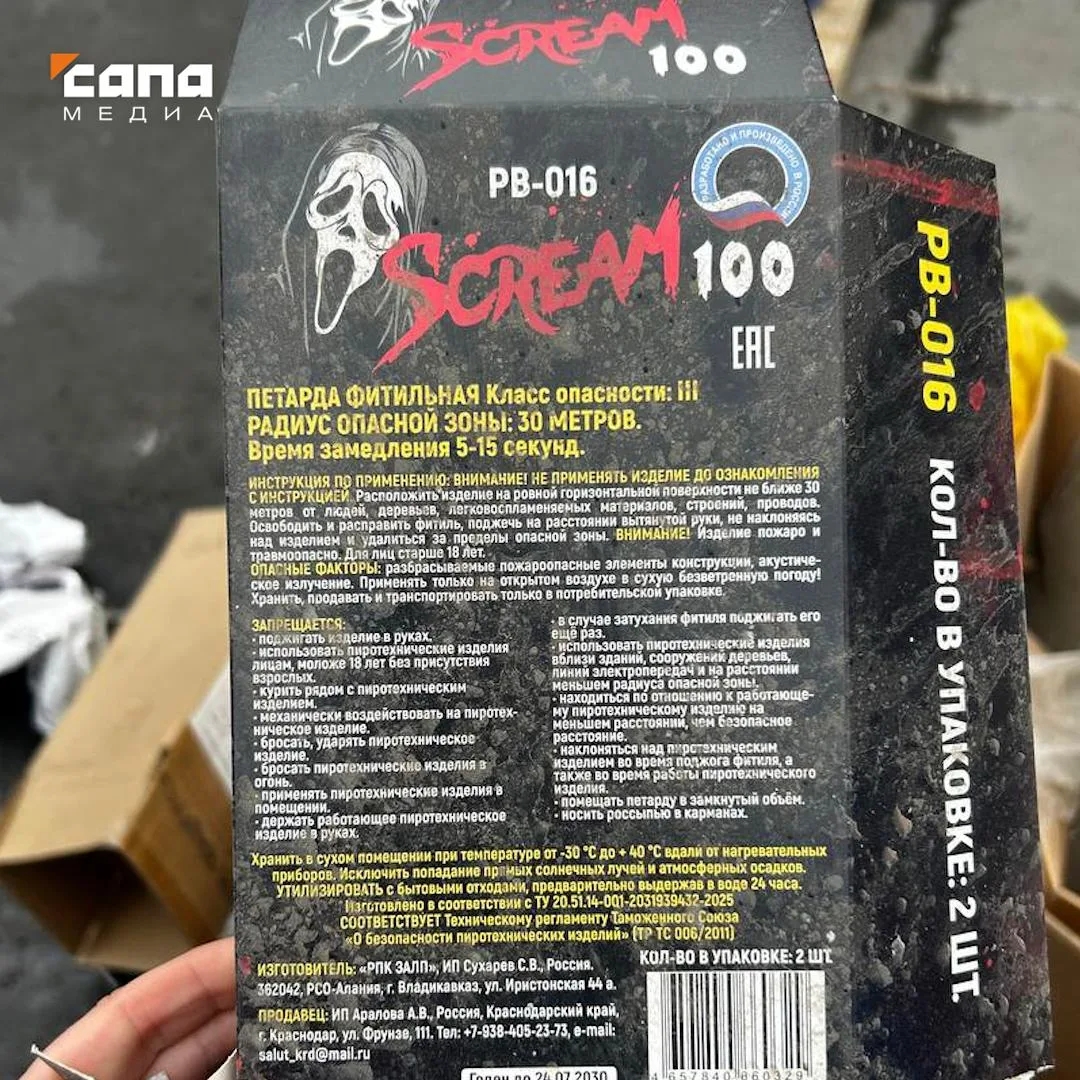 сапа
МЕДИА
SCREAM
100
РАЗРАБОТАНО И ПРОИЗВЕДЕНО В РОССИИ
РВ-016
SCREAM
100
ЕАС
ПЕТАРДА ФИТИЛЬНАЯ Класс опасности: III
РАДИУС ОПАСНОЙ ЗОНЫ: 30 МЕТРОВ.
Время замедления 5-15 секунд.
ИНСТРУКЦИЯ ПО ПРИМЕНЕНИЮ: ВНИМАНИЕ! НЕ ПРИМЕНЯТЬ ИЗДЕЛИЕ ДО ОЗНАКОМЛЕНИЯ
С ИНСТРУКЦИЕЙ. Расположить изделие на ровной горизонтальной поверхности не ближе 30
метров от людей, деревьев, легковоспламеняемых материалов, строений, проводов.
Освободить и расправить фитиль, поджечь на расстоянии вытянутой руки, не наклоняясь
над изделием и удалиться за пределы опасной зоны. ВНИМАНИЕ! Изделие пожаро и
травмоопасно. Для лиц старше 18 лет.
ОПАСНЫЕ ФАКТОРЫ: разбрасываемые пожароопасные элементы конструкции, акустиче-
ское излучение. Применять только на открытом воздухе в сухую безветренную погоду!
Хранить, продавать и транспортировать только в потребительской упаковке.
ЗАПРЕЩАЕТСЯ:
· поджигать изделие в руках.
· использовать пиротехнические изделия
лицам, моложе 18 лет без присутствия
взрослых.
· курить рядом с пиротехническим
изделием.
· механически воздействовать на пиротех-
ническое изделие.
· бросать, ударять пиротехническое
изделие.
· бросать пиротехнические изделия в
огонь.
· применять пиротехнические изделия в
помещении.
· держать работающее пиротехническое
изделие в руках.
· в случае затухания фитиля поджигать его
ещё раз.
· использовать пиротехнические изделия
вблизи зданий, сооружений деревьев,
линий электропередач и на расстоянии
меньшем радиуса опасной зоны.
· находиться по отношению к работающе-
му пиротехническому изделию на
меньшем расстоянии, чем безопасное
расстояние.
· наклоняться над пиротехническим
изделием во время поджога фитиля, а
также во время работы пиротехнического
изделия.
· помещать петарду в замкнутый объём.
· носить россыпью в карманах.
Хранить в сухом помещении при температуре от -30 °С до + 40 °С вдали от нагревательных
приборов. Исключить попадание прямых солнечных лучей и атмосферных осадков.
УТИЛИЗИРОВАТЬ с бытовыми отходами, предварительно выдержав в воде 24 часа.
Изготовлено в соответствии с ТУ 20.51.14-001-2031939432-2025
СООТВЕТСТВУЕТ Техническому регламенту Таможенного Союза
«О безопасности пиротехнических изделий» (ТР ТС 006/2011)
ИЗГОТОВИТЕЛЬ: «РПК ЗАЛП», ИП Сухарев С.В., Россия.
362042, РСО-Алания, г. Владикавказ, ул. Иристонская 44 а.
ПРОДАВЕЦ: ИП Аралова А.В., Россия, Краснодарский край,
г. Краснодар, ул. Фрунзе, 111. Тел: +7-938-405-23-73, e-mail:
salut_krd@mail.ru
КОЛ-ВО В УПАКОВКЕ: 2 ШТ.
4 657840 860329
Годен до 24.07.2030
РВ-016 КОЛ-ВО В УПАКОВКЕ: 2 ШТ.